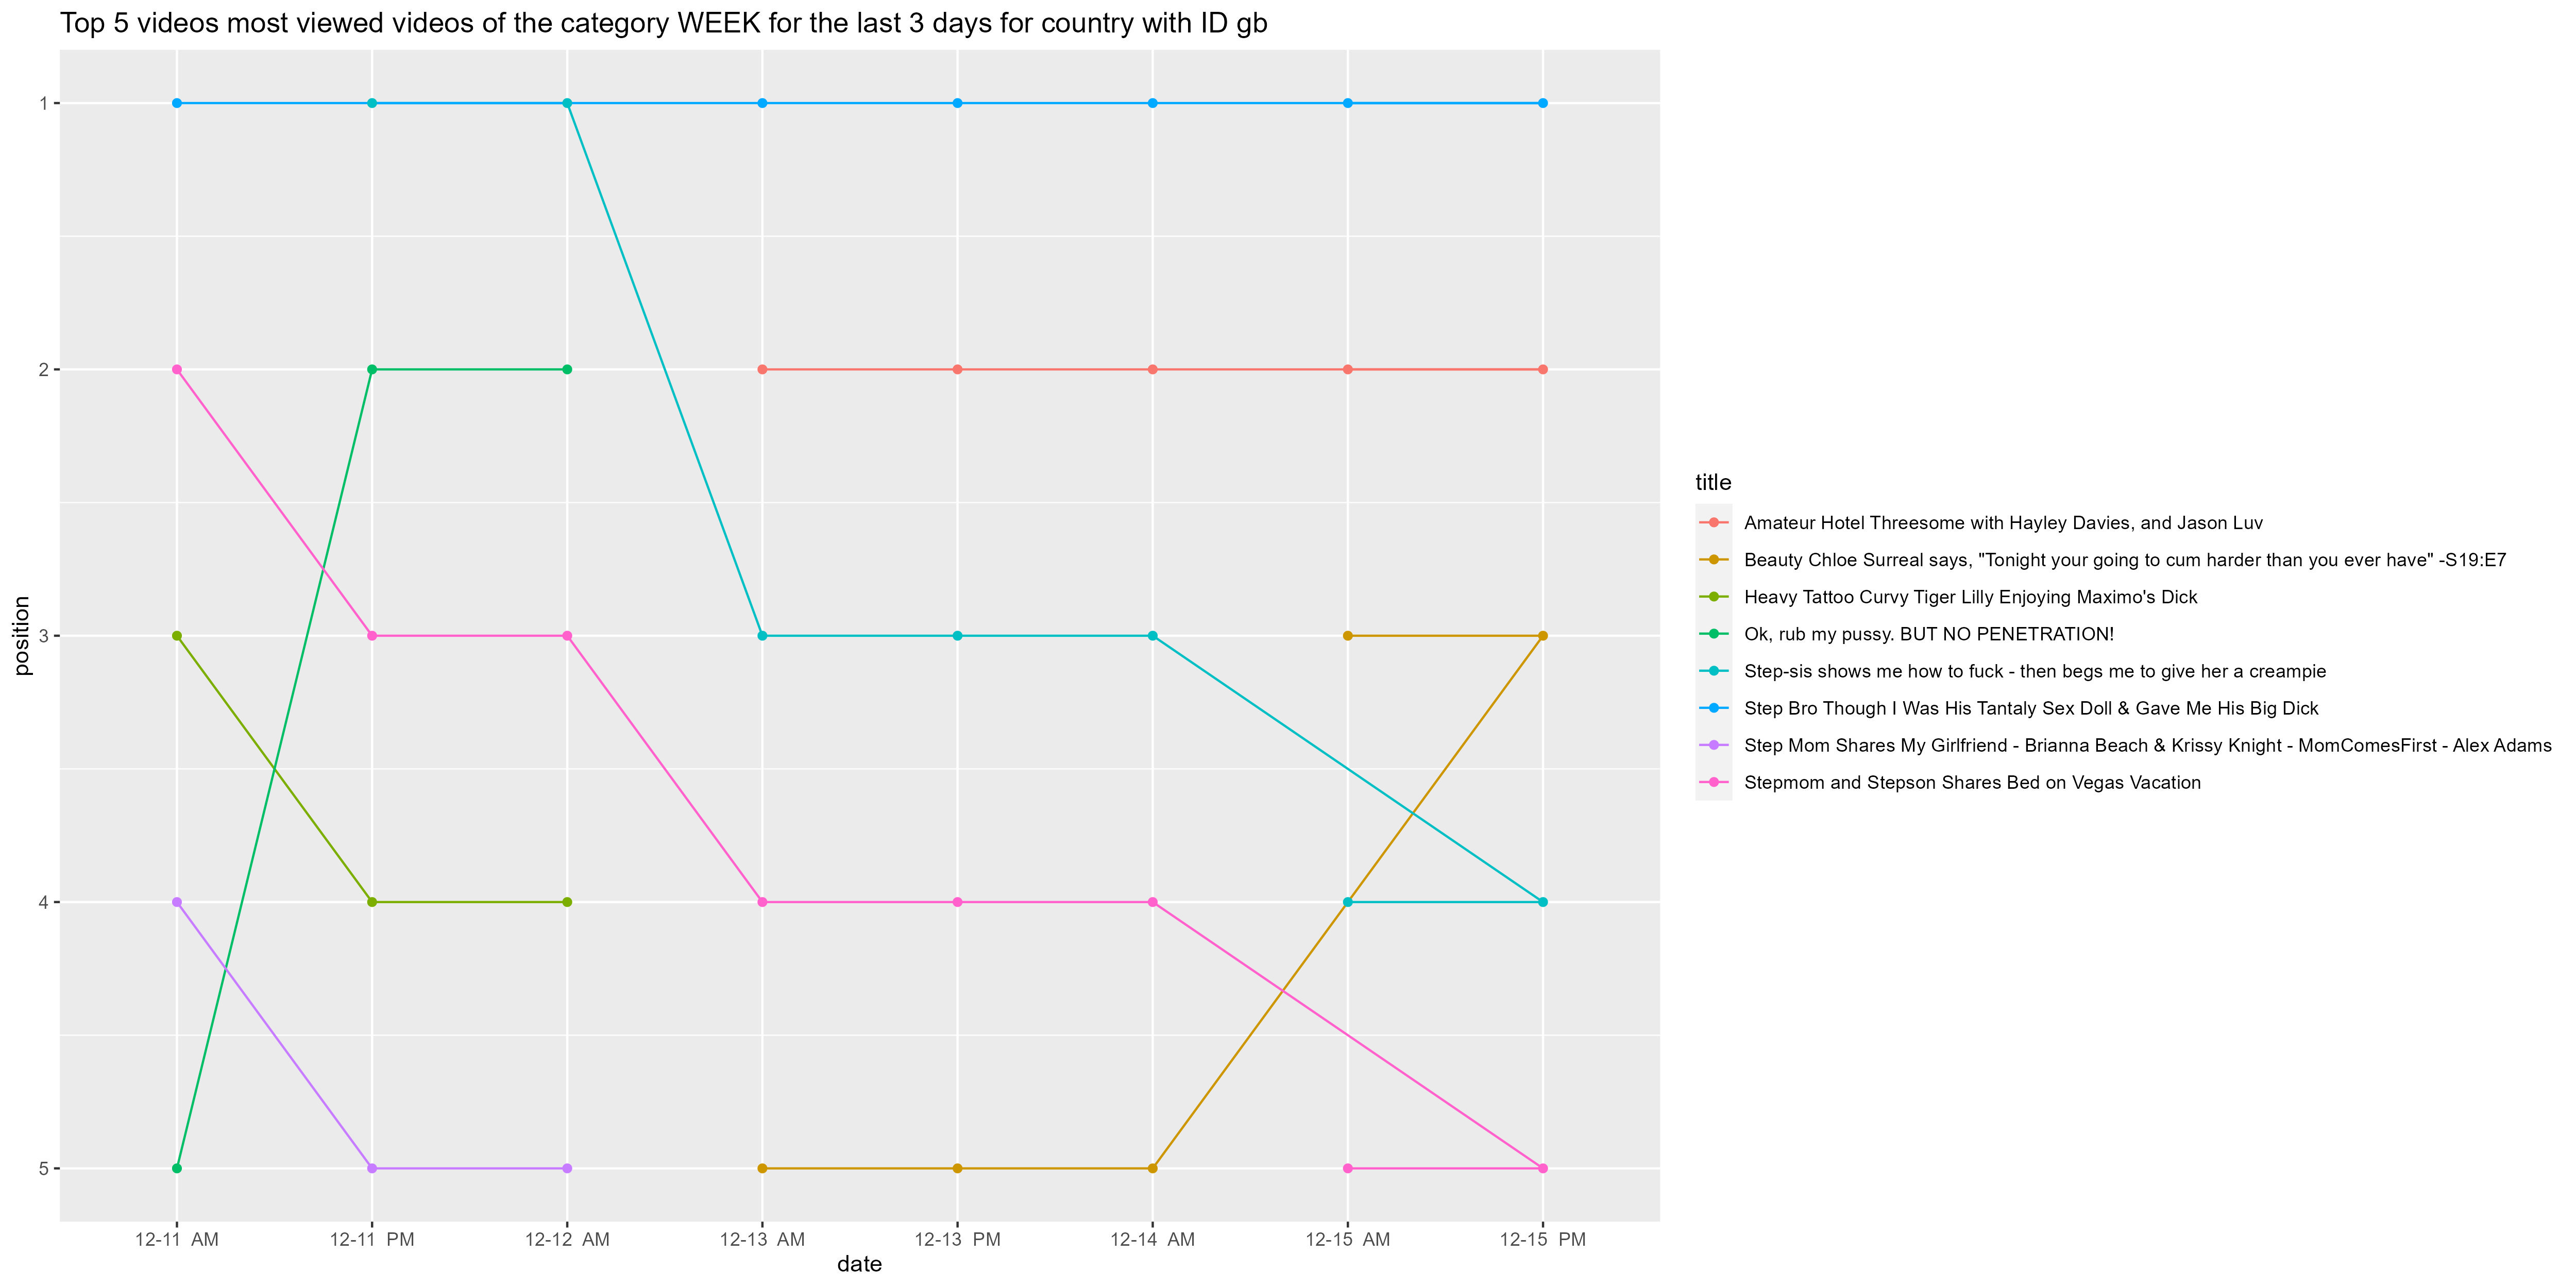 Top 5 videos most viewed videos of the category WEEK for the last 3 days for country with ID gb
position
1
2
3
4
5
12-11 AM
12-11 PM
12-12 AM
12-13 AM
12-13 PM
12-14 AM
12-15 AM
12-15 PM
date
title
Amateur Hotel Threesome with Hayley Davies, and Jason Luv
Beauty Chloe Surreal says, "Tonight your going to cum harder than you ever have" -S19:E7
Heavy Tattoo Curvy Tiger Lilly Enjoying Maximo's Dick
Ok, rub my pussy. BUT NO PENETRATION!
Step-sis shows me how to fuck - then begs me to give her a creampie
Step Bro Though I Was His Tantaly Sex Doll & Gave Me His Big Dick
Step Mom Shares My Girlfriend - Brianna Beach & Krissy Knight - MomComesFirst - Alex Adams
Stepmom and Stepson Shares Bed on Vegas Vacation